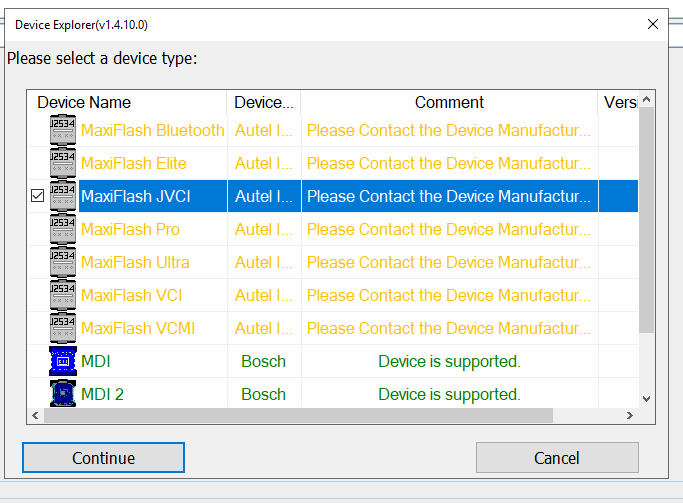 Device Explorer(v1.4.10.0)
Please select a device type:
Device Name Device... Comment Versi
J2534 MaxiFlash Bluetooth Autel I... Please Contact the Device Manufactur...
J2534 MaxiFlash Elite Autel I... Please Contact the Device Manufactur...
J2534 MaxiFlash JVCI Autel I... Please Contact the Device Manufactur...
J2534 MaxiFlash Pro Autel I... Please Contact the Device Manufactur...
J2534 MaxiFlash Ultra Autel I... Please Contact the Device Manufactur...
J2534 MaxiFlash VCI Autel I... Please Contact the Device Manufactur...
J2534 MaxiFlash VCMI Autel I... Please Contact the Device Manufactur...
MDI Bosch Device is supported.
MDI 2 Bosch Device is supported.
Continue Cancel